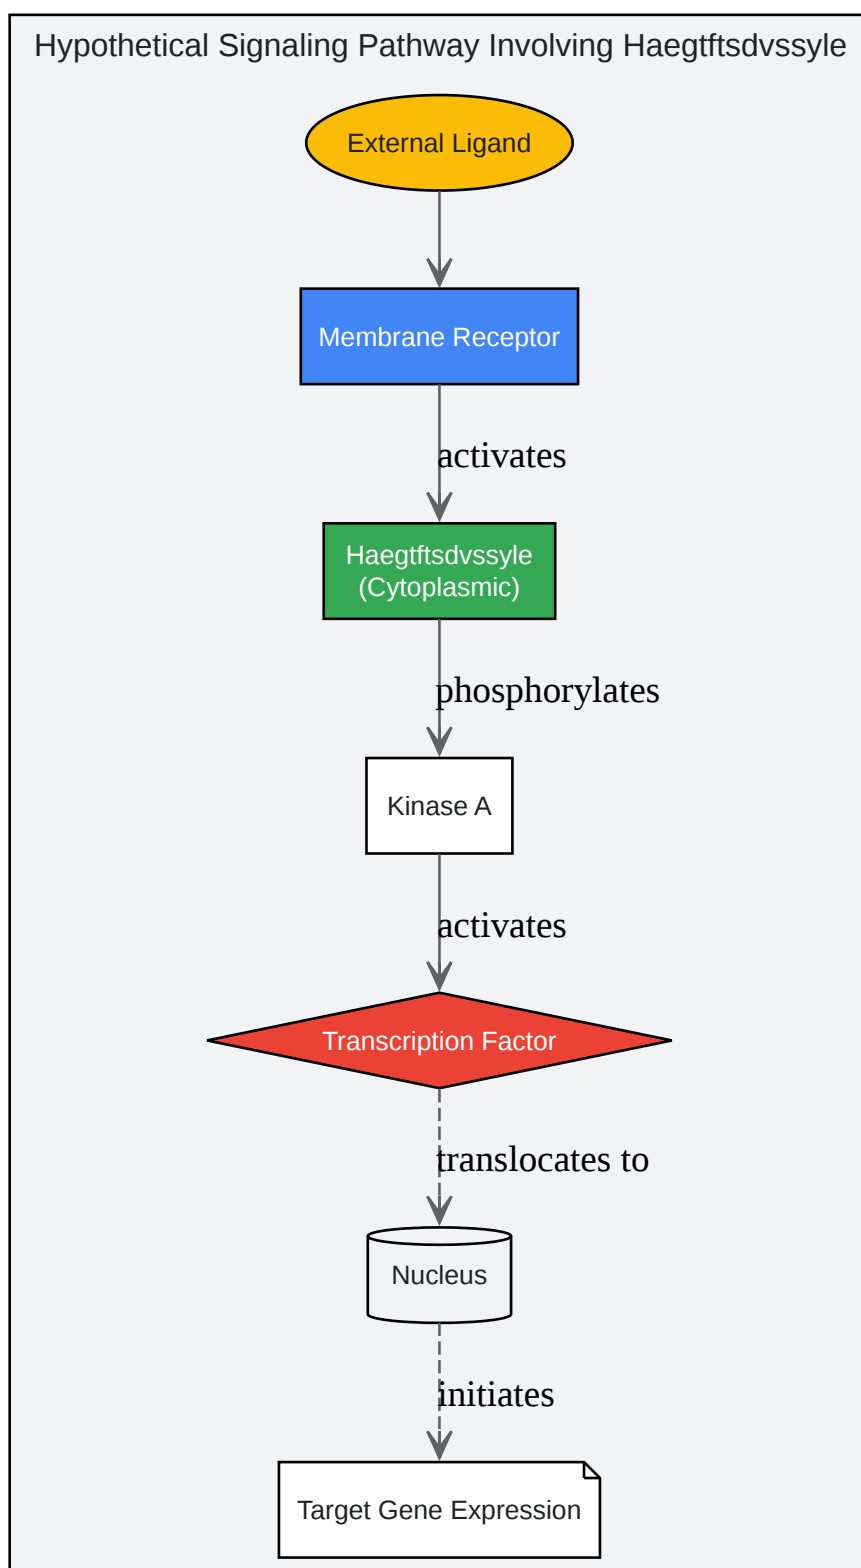 Hypothetical Signaling Pathway Involving Haegtftsdvssyle
External Ligand
Membrane Receptor
activates
Haegtftsdvssyle
(Cytoplasmic)
phosphorylates
Kinase A
activates
Transcription Factor
translocates to
Nucleus
initiates
Target Gene Expression